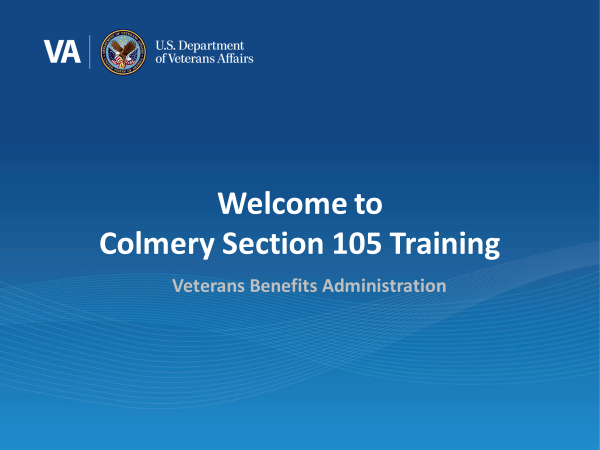 VA
U.S. Department
of Veterans Affairs
Welcome to
Colmery Section 105 Training
Veterans Benefits Administration